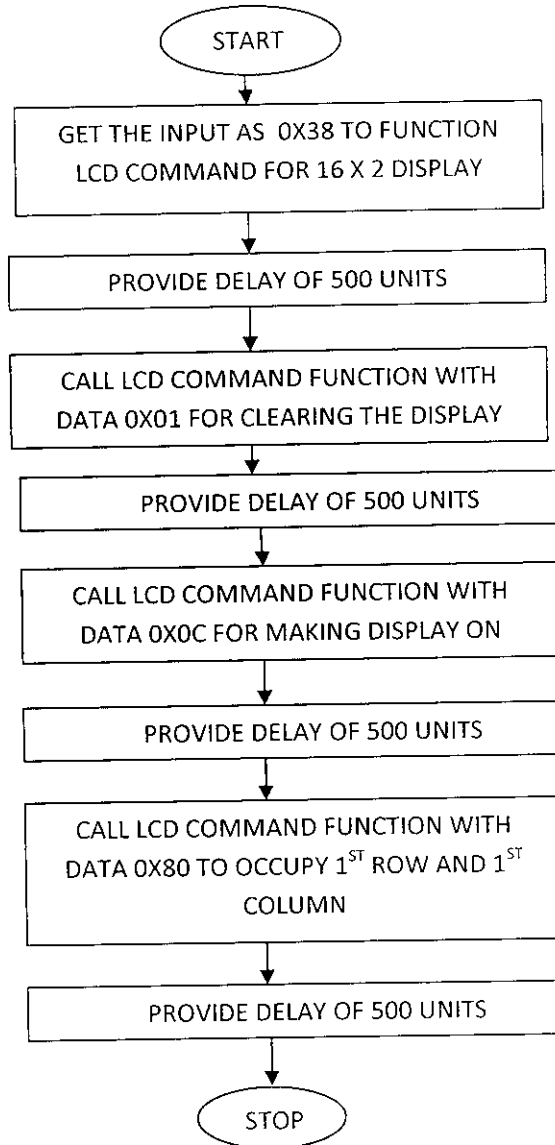 START
GET THE INPUT AS 0X38 TO FUNCTION
LCD COMMAND FOR 16 X 2 DISPLAY
PROVIDE DELAY OF 500 UNITS
CALL LCD COMMAND FUNCTION WITH
DATA 0X01 FOR CLEARING THE DISPLAY
PROVIDE DELAY OF 500 UNITS
CALL LCD COMMAND FUNCTION WITH
DATA 0X0C FOR MAKING DISPLAY ON
PROVIDE DELAY OF 500 UNITS
CALL LCD COMMAND FUNCTION WITH
DATA 0X80 TO OCCUPY 1ST ROW AND 1ST
COLUMN
PROVIDE DELAY OF 500 UNITS
STOP